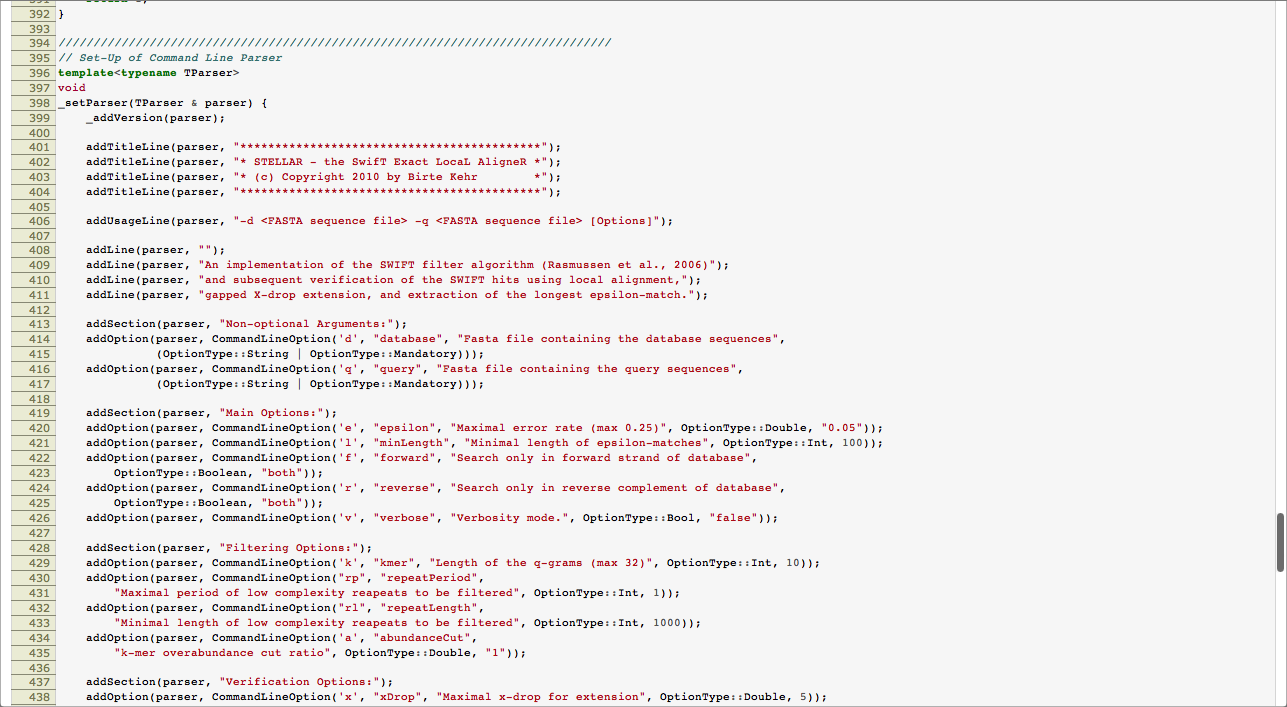 392 }
393
394 ///////////////////////////////////////////////////////////////////////////////
395 // Set-Up of Command Line Parser
396 template<typename TParser>
397 void
398 _setParser(TParser & parser) {
399     _addVersion(parser);
400
401     addTitleLine(parser, "*******************************************");
402     addTitleLine(parser, "* STELLAR - the SwifT Exact LocaL AligneR *");
403     addTitleLine(parser, "* (c) Copyright 2010 by Birte Kehr        *");
404     addTitleLine(parser, "*******************************************");
405
406     addUsageLine(parser, "-d <FASTA sequence file> -q <FASTA sequence file> [Options]");
407
408     addLine(parser, "");
409     addLine(parser, "An implementation of the SWIFT filter algorithm (Rasmussen et al., 2006)");
410     addLine(parser, "and subsequent verification of the SWIFT hits using local alignment,");
411     addLine(parser, "gapped X-drop extension, and extraction of the longest epsilon-match.");
412
413     addSection(parser, "Non-optional Arguments:");
414     addOption(parser, CommandLineOption('d', "database", "Fasta file containing the database sequences",
415               (OptionType::String | OptionType::Mandatory)));
416     addOption(parser, CommandLineOption('q', "query", "Fasta file containing the query sequences",
417               (OptionType::String | OptionType::Mandatory)));
418
419     addSection(parser, "Main Options:");
420     addOption(parser, CommandLineOption('e', "epsilon", "Maximal error rate (max 0.25)", OptionType::Double, "0.05"));
421     addOption(parser, CommandLineOption('l', "minLength", "Minimal length of epsilon-matches", OptionType::Int, 100));
422     addOption(parser, CommandLineOption('f', "forward", "Search only in forward strand of database",
423         OptionType::Boolean, "both"));
424     addOption(parser, CommandLineOption('r', "reverse", "Search only in reverse complement of database",
425         OptionType::Boolean, "both"));
426     addOption(parser, CommandLineOption('v', "verbose", "Verbosity mode.", OptionType::Bool, "false"));
427
428     addSection(parser, "Filtering Options:");
429     addOption(parser, CommandLineOption('k', "kmer", "Length of the q-grams (max 32)", OptionType::Int, 10));
430     addOption(parser, CommandLineOption("rp", "repeatPeriod",
431         "Maximal period of low complexity reapeats to be filtered", OptionType::Int, 1));
432     addOption(parser, CommandLineOption("rl", "repeatLength",
433         "Minimal length of low complexity reapeats to be filtered", OptionType::Int, 1000));
434     addOption(parser, CommandLineOption('a', "abundanceCut",
435         "k-mer overabundance cut ratio", OptionType::Double, "1"));
436
437     addSection(parser, "Verification Options:");
438     addOption(parser, CommandLineOption('x', "xDrop", "Maximal x-drop for extension", OptionType::Double, 5));